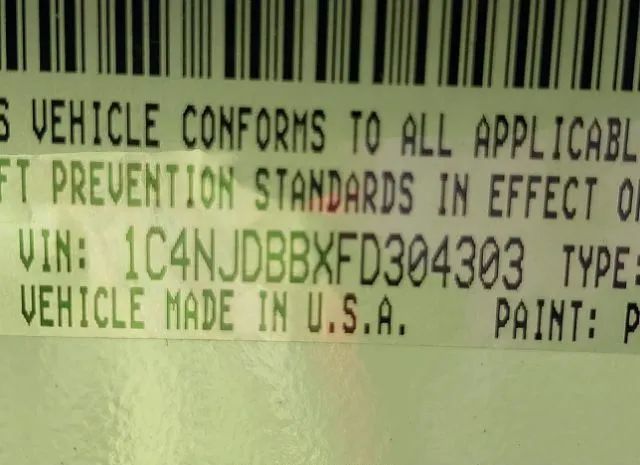 S VEHICLE CONFORMS TO ALL APPLICABL
FT PREVENTION STANDARDS IN EFFECT O
VIN: 1C4NJDBBXFD304303 TYPE:
VEHICLE MADE IN U.S.A. PAINT: P